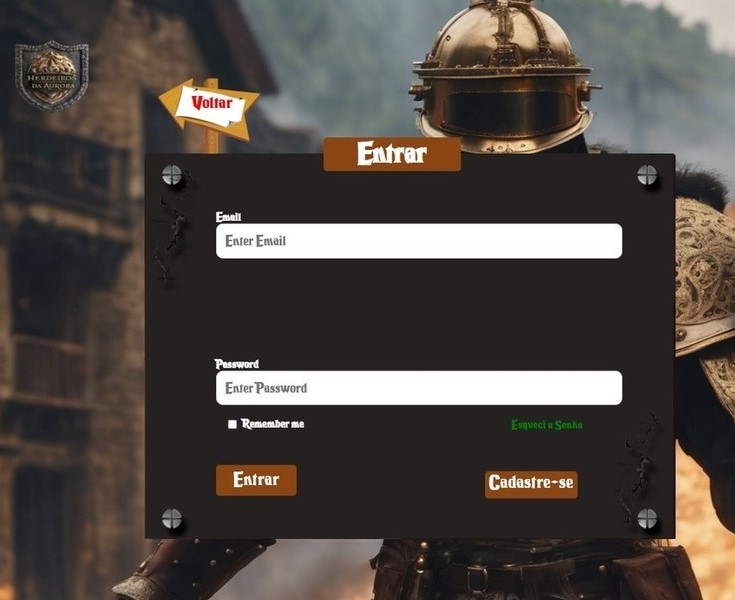 HERDEIROS
DA AURORA
Voltar
Entrar
Email
Enter Email
Password
Enter Password
Remember me
Esqueci a Senha
Entrar
Cadastre-se